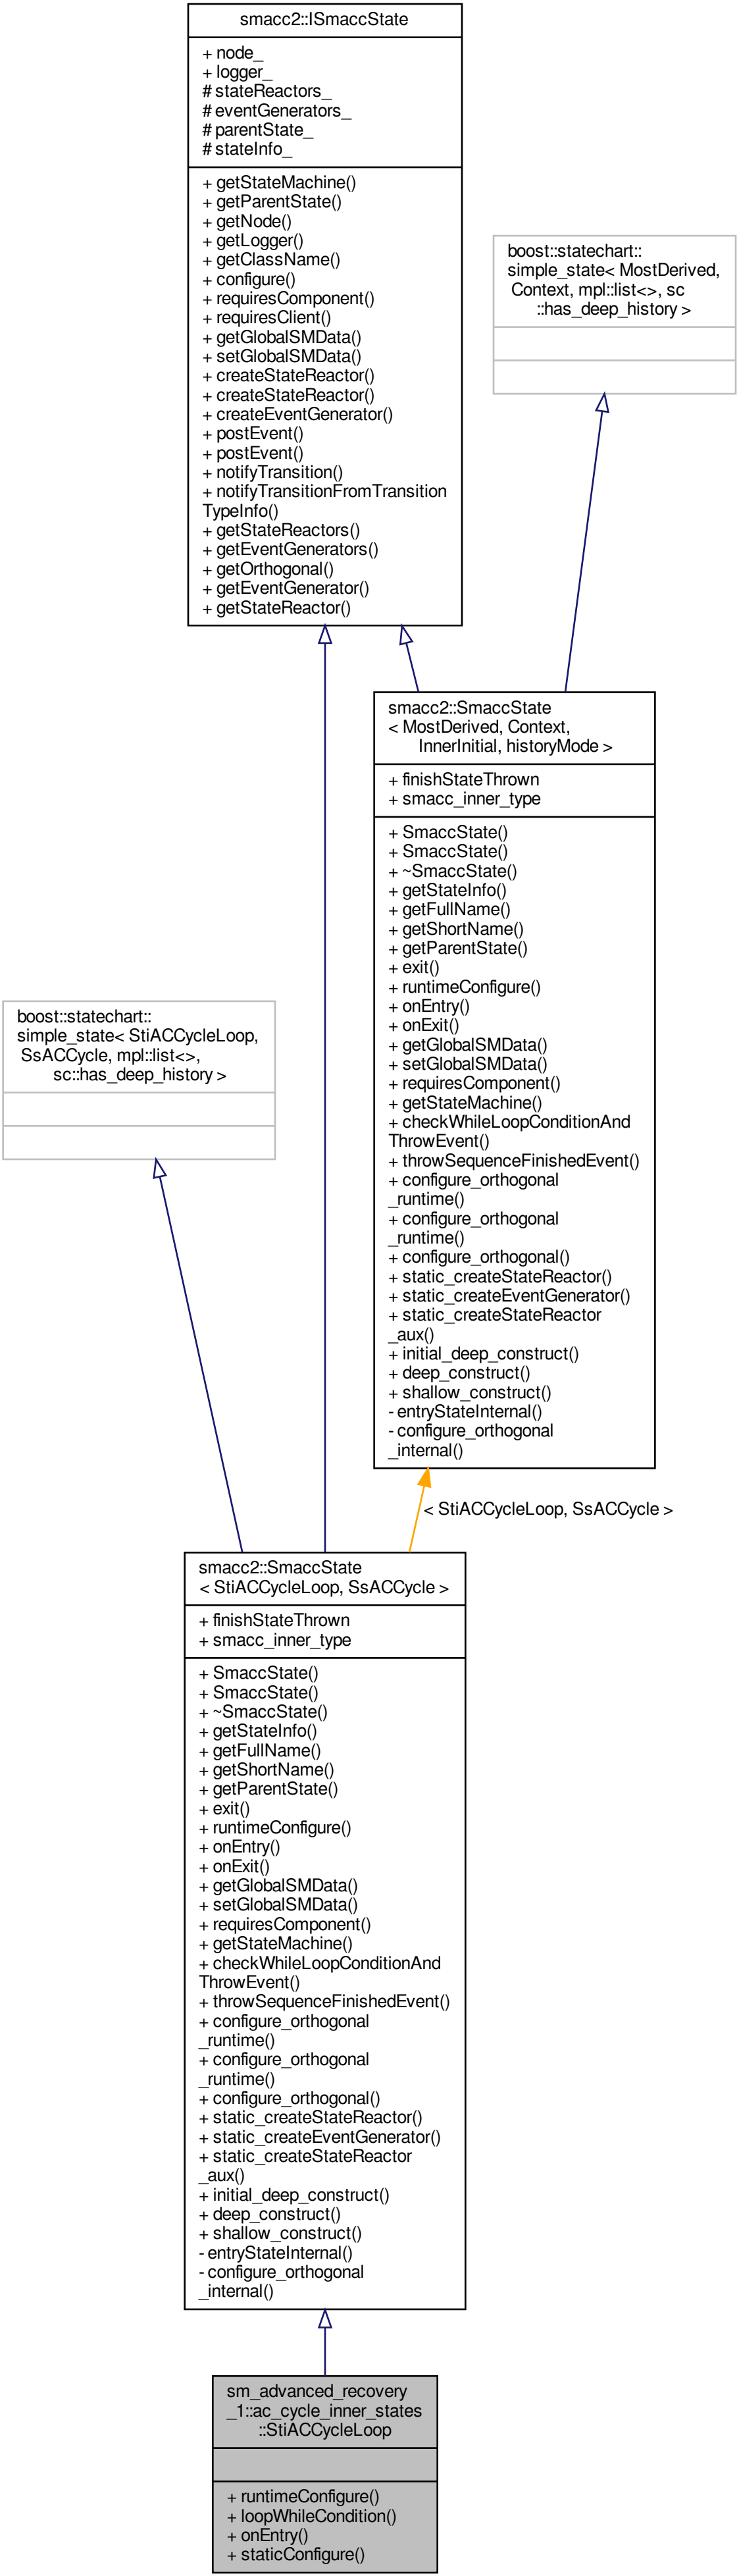 smacc2::ISmaccState
+ node_
+ logger_
# stateReactors_
# eventGenerators_
# parentState_
# stateInfo_
+ getStateMachine()
+ getParentState()
+ getNode()
+ getLogger()
+ getClassName()
+ configure()
+ requiresComponent()
+ requiresClient()
+ getGlobalSMData()
+ setGlobalSMData()
+ createStateReactor()
+ createStateReactor()
+ createEventGenerator()
+ postEvent()
+ postEvent()
+ notifyTransition()
+ notifyTransitionFromTransition
TypeInfo()
+ getStateReactors()
+ getEventGenerators()
+ getOrthogonal()
+ getEventGenerator()
+ getStateReactor()
boost::statechart::
simple_state< MostDerived,
Context, mpl::list<>, sc
::has_deep_history >
smacc2::SmaccState
< MostDerived, Context,
InnerInitial, historyMode >
+ finishStateThrown
+ smacc_inner_type
+ SmaccState()
+ SmaccState()
+ ~SmaccState()
+ getStateInfo()
+ getFullName()
+ getShortName()
+ getParentState()
+ exit()
+ runtimeConfigure()
+ onEntry()
+ onExit()
+ getGlobalSMData()
+ setGlobalSMData()
+ requiresComponent()
+ getStateMachine()
+ checkWhileLoopConditionAnd
ThrowEvent()
+ throwSequenceFinishedEvent()
+ configure_orthogonal
_runtime()
+ configure_orthogonal
_runtime()
+ configure_orthogonal()
+ static_createStateReactor()
+ static_createEventGenerator()
+ static_createStateReactor
_aux()
+ initial_deep_construct()
+ deep_construct()
+ shallow_construct()
- entryStateInternal()
- configure_orthogonal
_internal()
boost::statechart::
simple_state< StiACCycleLoop,
SsACCycle, mpl::list<>,
sc::has_deep_history >
< StiACCycleLoop, SsACCycle >
smacc2::SmaccState
< StiACCycleLoop, SsACCycle >
+ finishStateThrown
+ smacc_inner_type
+ SmaccState()
+ SmaccState()
+ ~SmaccState()
+ getStateInfo()
+ getFullName()
+ getShortName()
+ getParentState()
+ exit()
+ runtimeConfigure()
+ onEntry()
+ onExit()
+ getGlobalSMData()
+ setGlobalSMData()
+ requiresComponent()
+ getStateMachine()
+ checkWhileLoopConditionAnd
ThrowEvent()
+ throwSequenceFinishedEvent()
+ configure_orthogonal
_runtime()
+ configure_orthogonal
_runtime()
+ configure_orthogonal()
+ static_createStateReactor()
+ static_createEventGenerator()
+ static_createStateReactor
_aux()
+ initial_deep_construct()
+ deep_construct()
+ shallow_construct()
- entryStateInternal()
- configure_orthogonal
_internal()
sm_advanced_recovery
_1::ac_cycle_inner_states
::StiACCycleLoop
+ runtimeConfigure()
+ loopWhileCondition()
+ onEntry()
+ staticConfigure()